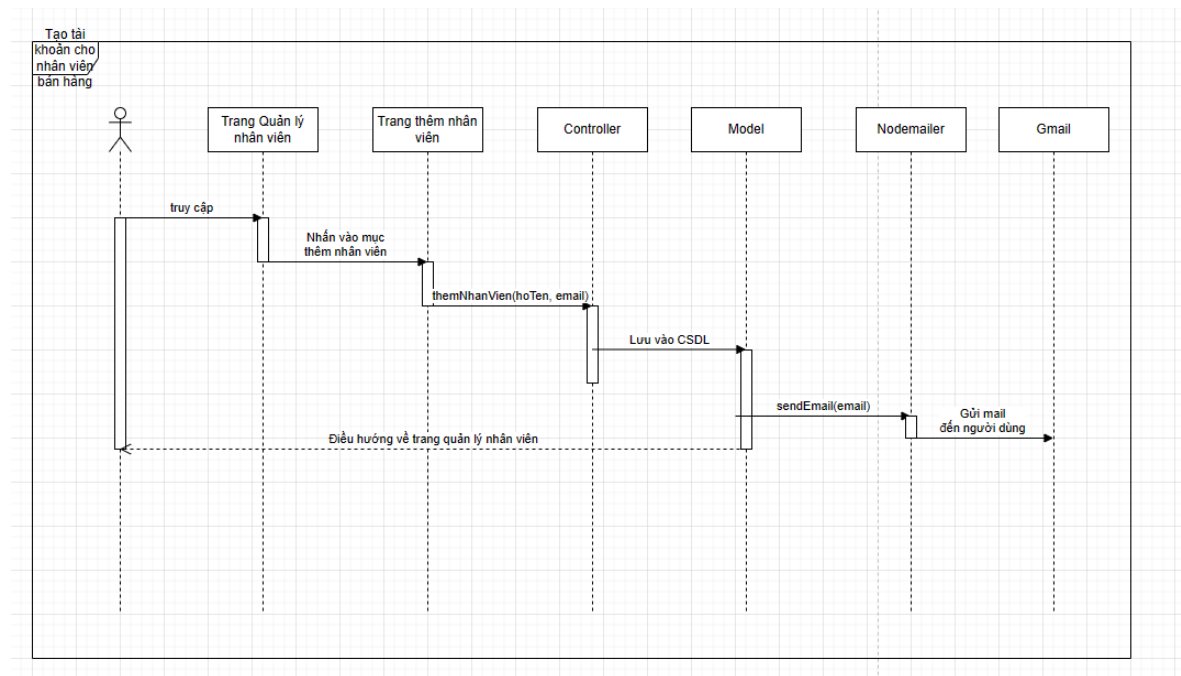 Tạo tài
khoản cho
nhân viên
bán hàng
Trang Quản lý
nhân viên
Trang thêm nhân
viên
Controller
Model
Nodemailer
Gmail
truy cập
Nhấn vào mục
thêm nhân viên
themNhanVien(hoTen, email)
Lưu vào CSDL
sendEmail(email)
Gửi mail
đến người dùng
Điều hướng về trang quản lý nhân viên